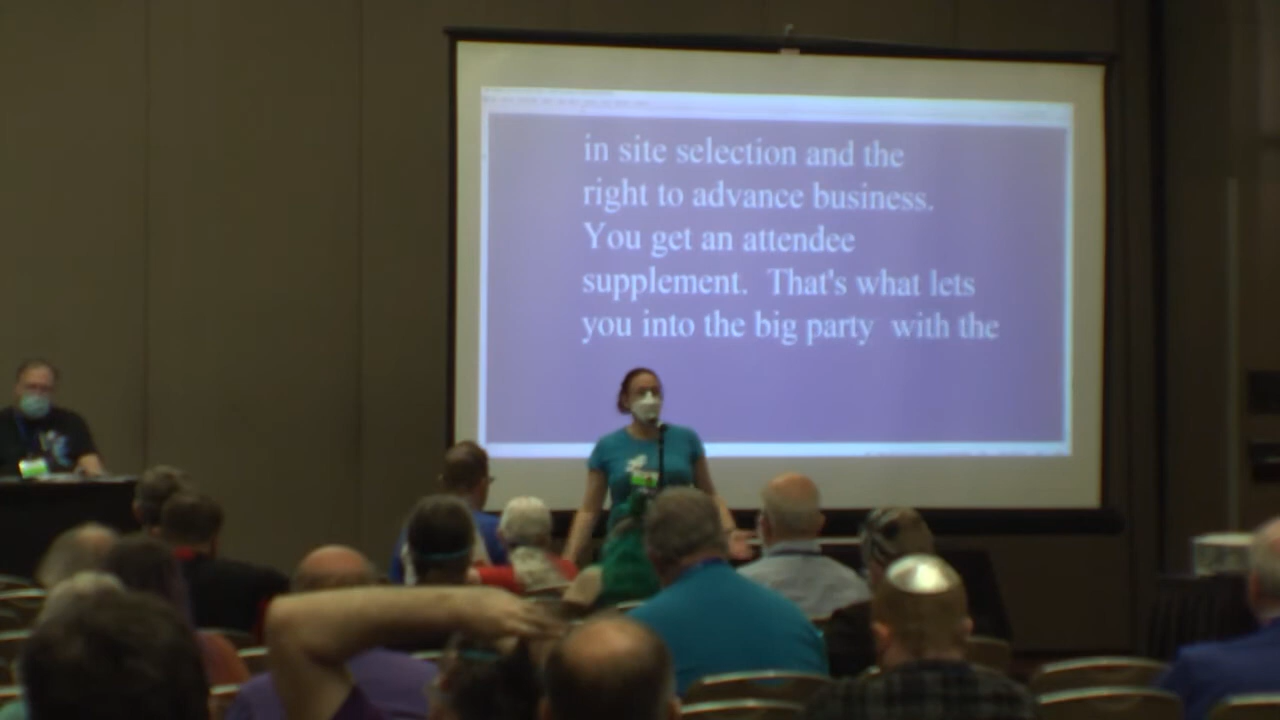 in site selection and the
right to advance business.
You get an attendee
supplement.  That's what lets
you into the big party  with the